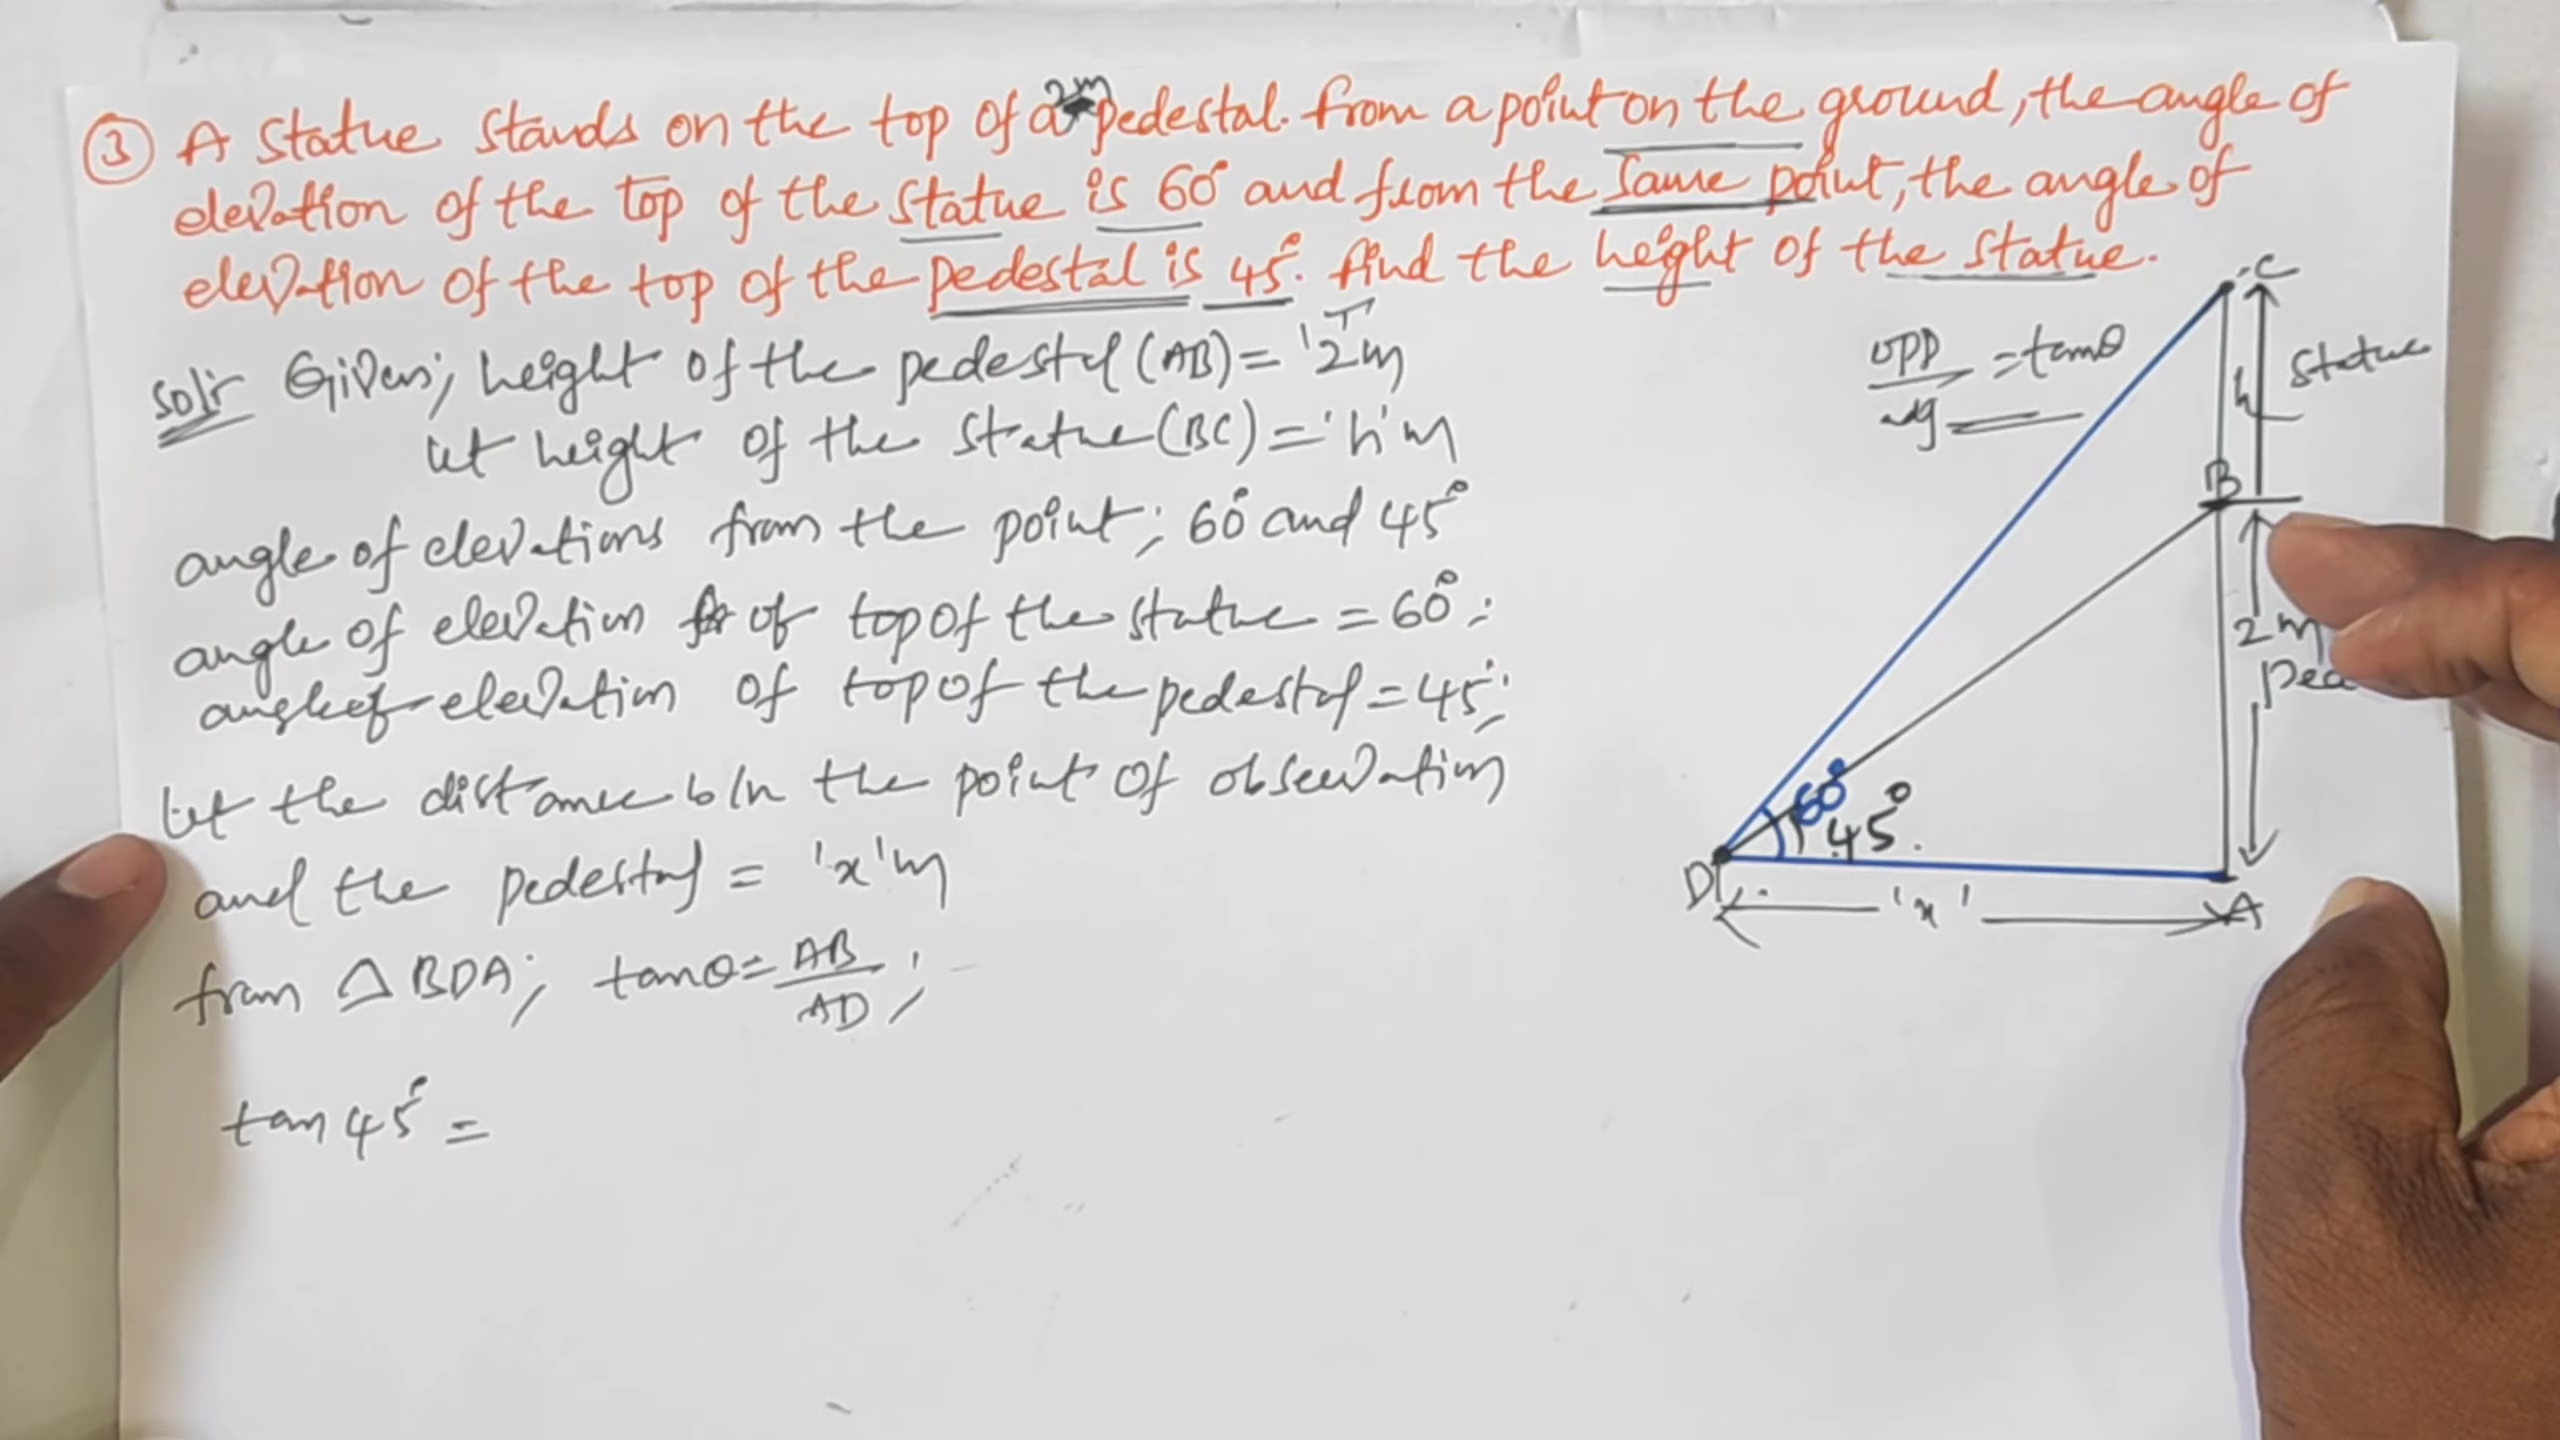 ③ A statue stands on the top of a 2m pedestal. from a point on the ground, the angle of
elevation of the top of the statue is 60° and from the same point, the angle of
elevation of the top of the pedestal is 45°. find the height of the statue.
Given; height of the pedestal (AB) = '2'm
let height of the statue (BC) = 'h'm
angle of elevations from the point; 60° and 45°
angle of elevation of top of the statue = 60°:
angle of elevation of top of the pedestal = 45°:
Let the distance b/n the point of observation
and the pedestal = 'x'm
from △ BDA; tanθ = AB/AD;
tan 45° =
opp/adj = tanθ
C
h
statue
B
2m
ped
60°
45°.
D
'x'
A